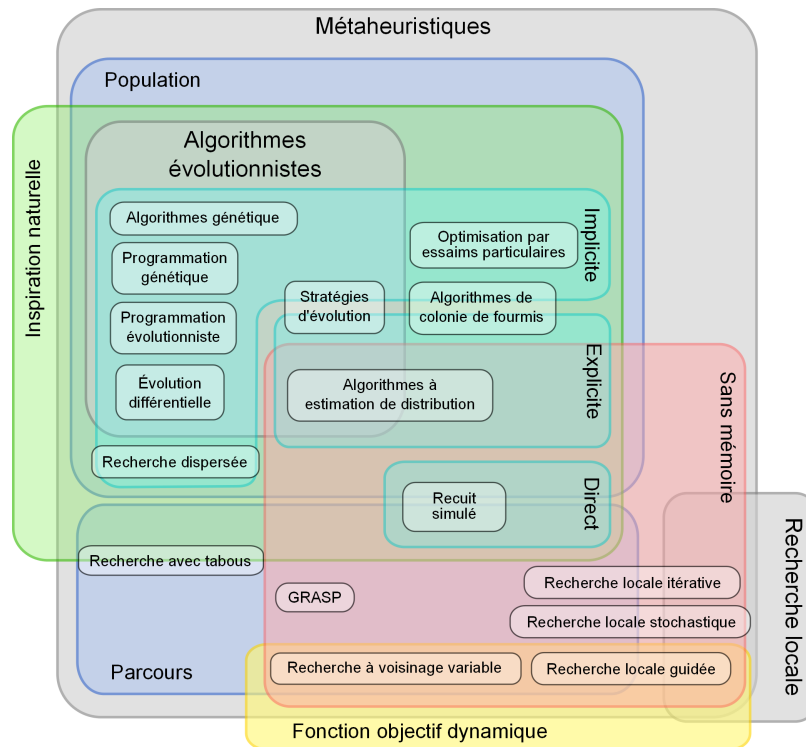 Métaheuristiques
Population
Inspiration naturelle
Algorithmes
évolutionnistes
Algorithmes génétique
Implicite
Optimisation par
essaims particulaires
Programmation
génétique
Stratégies
d'évolution
Algorithmes de
colonie de fourmis
Programmation
évolutionniste
Explicite
Sans mémoire
Évolution
différentielle
Algorithmes à
estimation de distribution
Recherche dispersée
Direct
Recuit
simulé
Recherche locale
Recherche avec tabous
GRASP
Recherche locale itérative
Recherche locale stochastique
Parcours
Recherche à voisinage variable
Recherche locale guidée
Fonction objectif dynamique